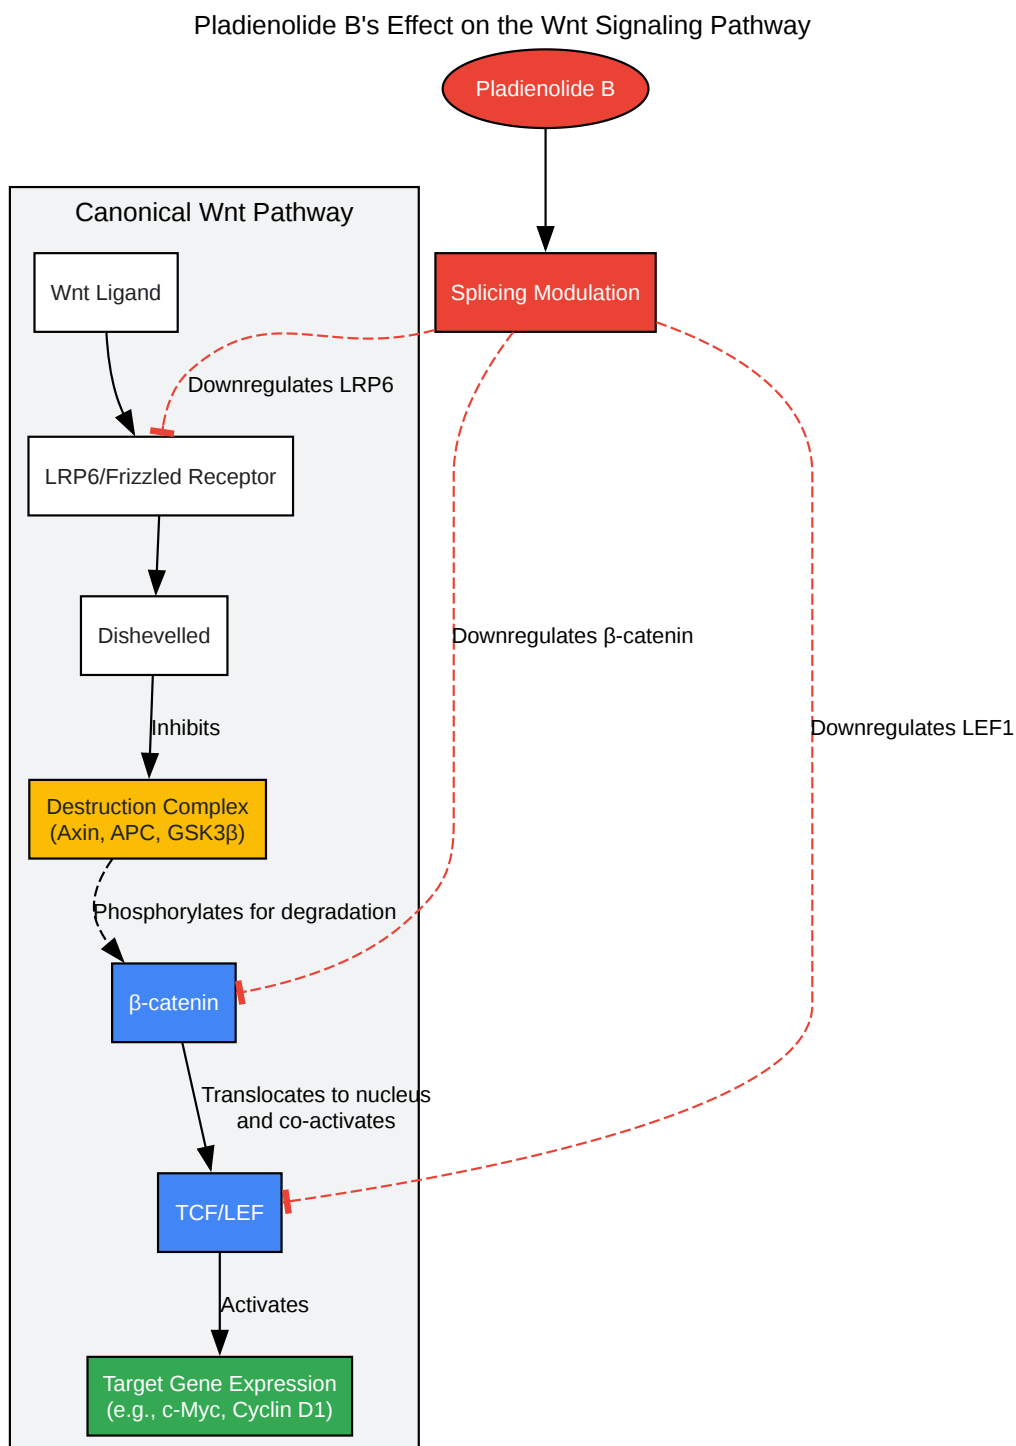 Pladienolide B's Effect on the Wnt Signaling Pathway
Pladienolide B
Canonical Wnt Pathway
Wnt Ligand
Splicing Modulation
Downregulates LRP6
LRP6/Frizzled Receptor
Dishevelled
Downregulates β-catenin
Inhibits
Downregulates LEF1
Destruction Complex
(Axin, APC, GSK3β)
Phosphorylates for degradation
β-catenin
Translocates to nucleus
and co-activates
TCF/LEF
Activates
Target Gene Expression
(e.g., c-Myc, Cyclin D1)